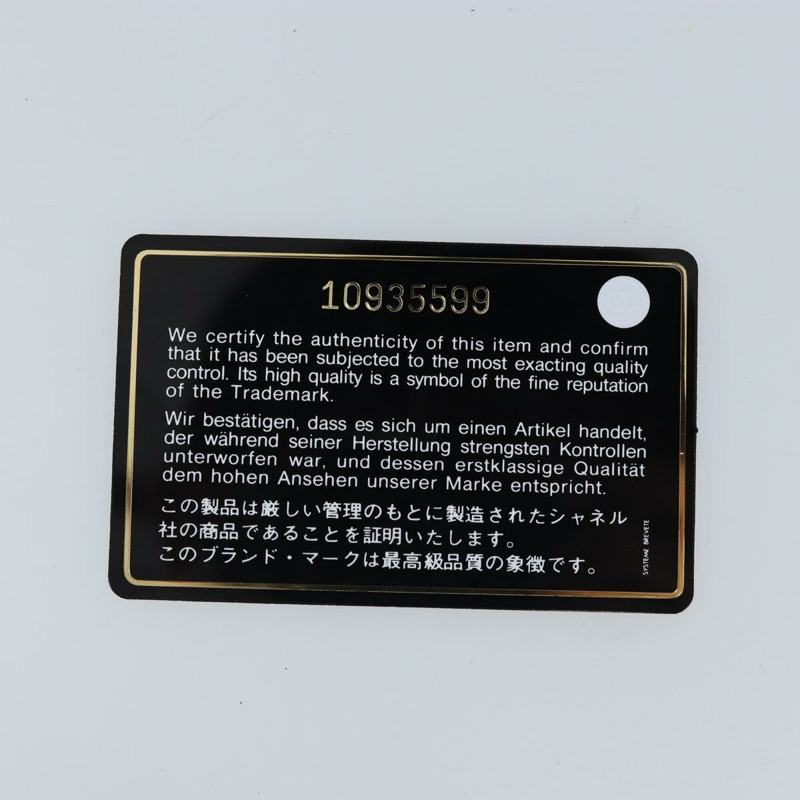 10935599
We certify the authenticity of this item and confirm
that it has been subjected to the most exacting quality
control. Its high quality is a symbol of the fine reputation
of the Trademark.
Wir bestätigen, dass es sich um einen Artikel handelt,
der während seiner Herstellung strengsten Kontrollen
unterworfen war, und dessen erstklassige Qualität
dem hohen Ansehen unserer Marke entspricht.
この製品は厳しい管理のもとに製造されたシャネル
社の商品であることを証明いたします。
このブランド・マークは最高級品質の象徴です。
SYSTEME BREVETE